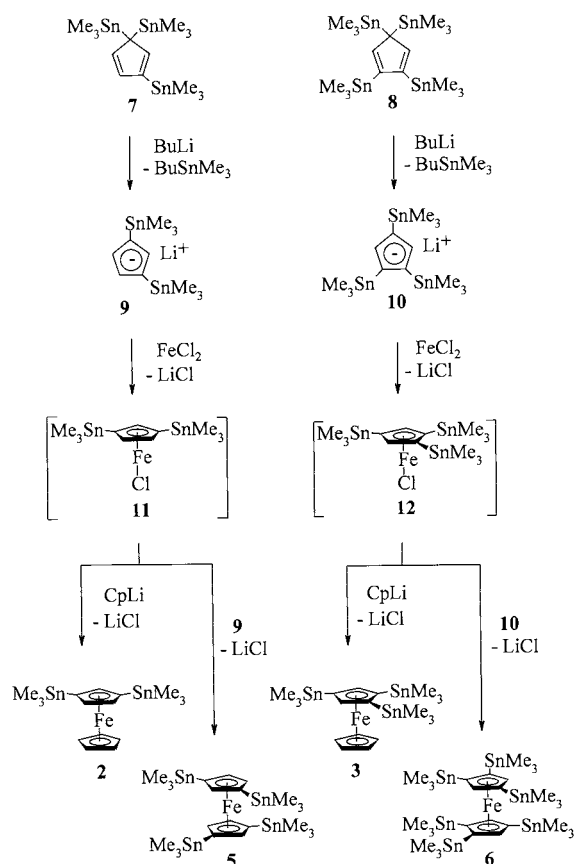 Me3Sn SnMe3
SnMe3
7
Me3Sn SnMe3
Me3Sn SnMe3
8
BuLi
- BuSnMe3
BuLi
- BuSnMe3
SnMe3
Li+
-
SnMe3
9
SnMe3
Li+
-
Me3Sn SnMe3
10
FeCl2
- LiCl
FeCl2
- LiCl
Me3Sn SnMe3
Fe
Cl
11
Me3Sn SnMe3
SnMe3
Fe
Cl
12
CpLi
- LiCl
9
- LiCl
CpLi
- LiCl
10
- LiCl
Me3Sn SnMe3
Fe
2
Me3Sn
SnMe3
Fe
SnMe3
Me3Sn
5
Me3Sn SnMe3
SnMe3
Fe
3
SnMe3
Me3Sn
SnMe3
Fe
Me3Sn SnMe3
Me3Sn
6